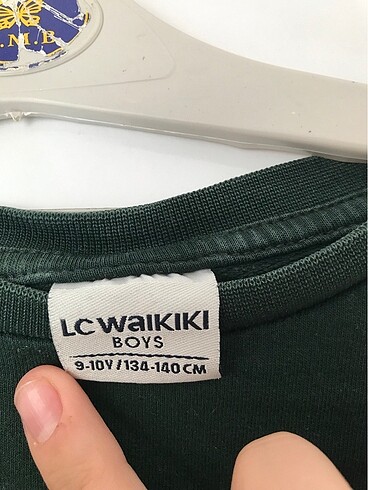 .M.B
LC WAIKIKI
BOYS
9-10Y / 134-140 CM